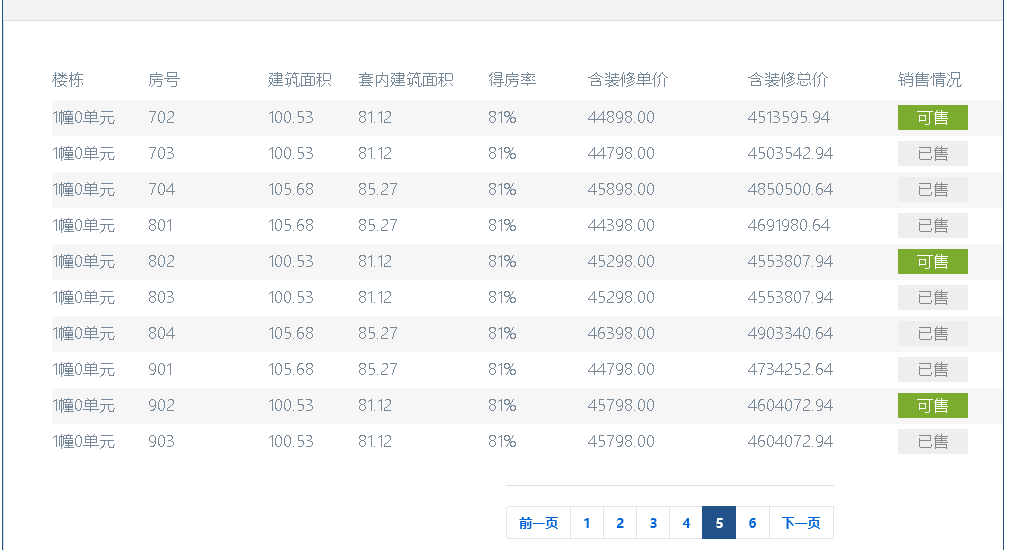 楼栋 房号 建筑面积 套内建筑面积 得房率 含装修单价 含装修总价 销售情况
1幢0单元 702 100.53 81.12 81% 44898.00 4513595.94 可售
1幢0单元 703 100.53 81.12 81% 44798.00 4503542.94 已售
1幢0单元 704 105.68 85.27 81% 45898.00 4850500.64 已售
1幢0单元 801 105.68 85.27 81% 44398.00 4691980.64 已售
1幢0单元 802 100.53 81.12 81% 45298.00 4553807.94 可售
1幢0单元 803 100.53 81.12 81% 45298.00 4553807.94 已售
1幢0单元 804 105.68 85.27 81% 46398.00 4903340.64 已售
1幢0单元 901 105.68 85.27 81% 44798.00 4734252.64 已售
1幢0单元 902 100.53 81.12 81% 45798.00 4604072.94 可售
1幢0单元 903 100.53 81.12 81% 45798.00 4604072.94 已售
前一页 1 2 3 4 5 6 下一页